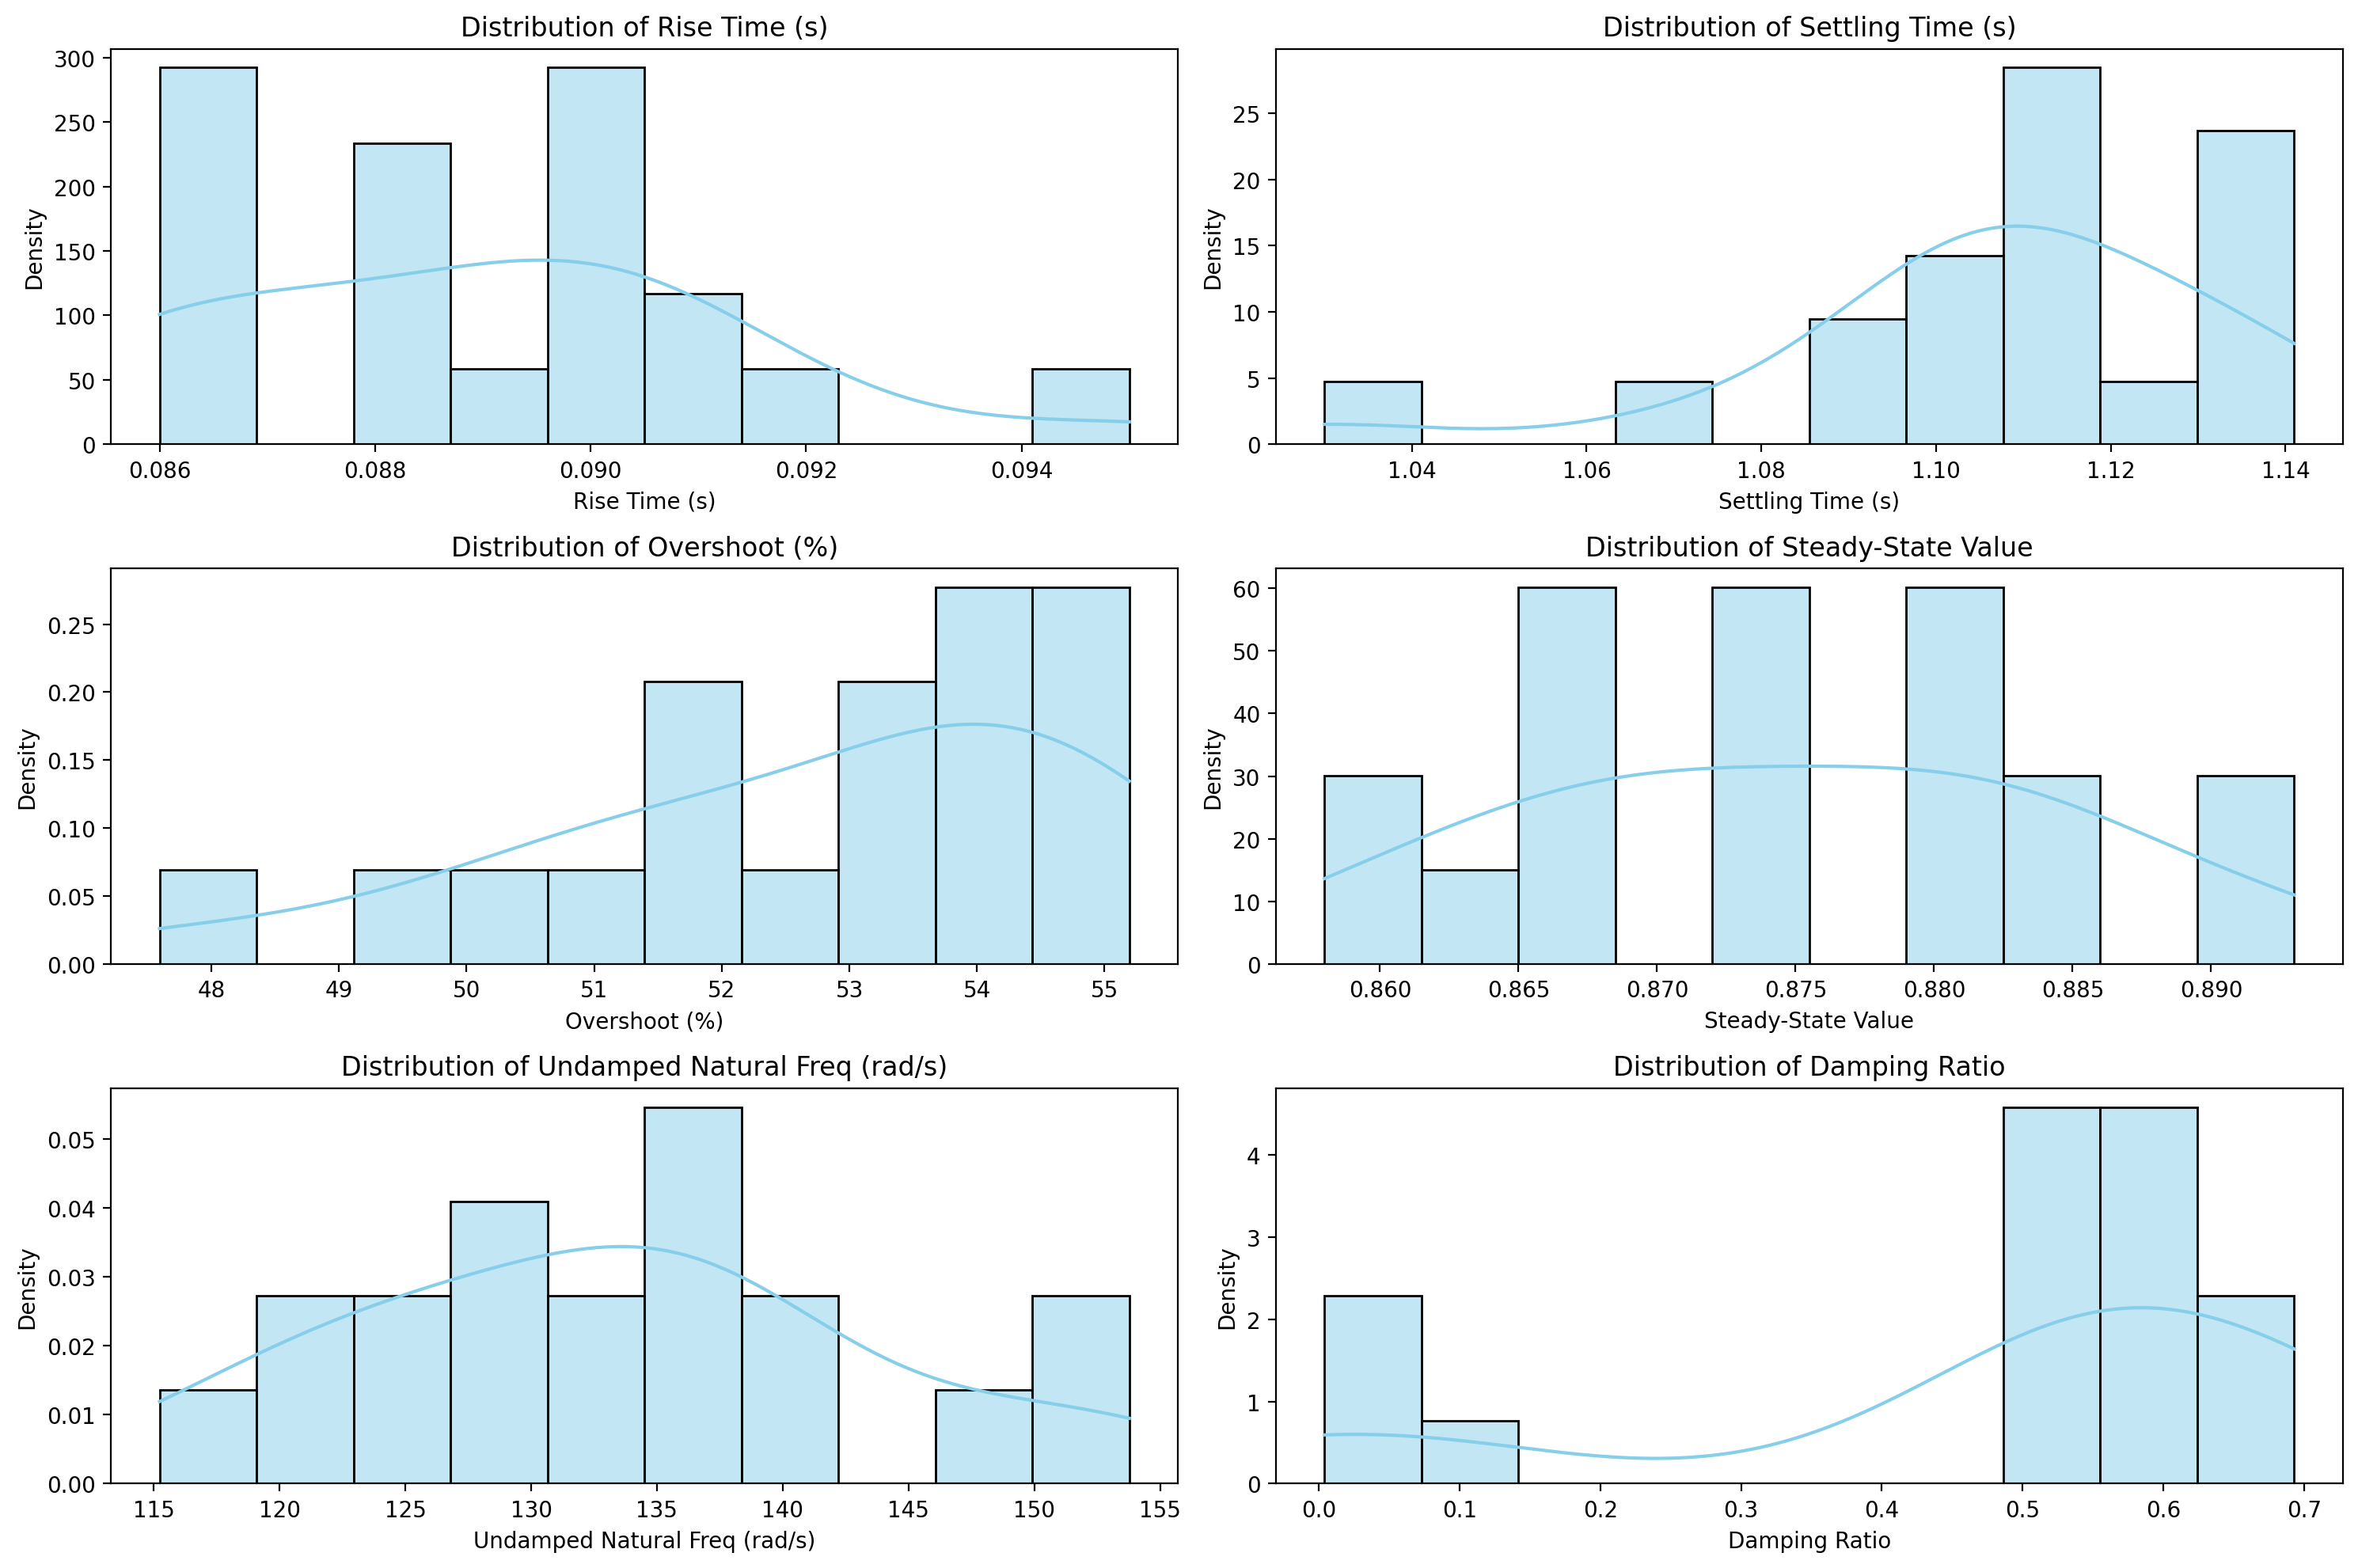 Distribution of Rise Time (s)
300
250
200
150
100
50
0
Density
0.086 0.088 0.090 0.092 0.094
Rise Time (s)
Distribution of Settling Time (s)
25
20
15
10
5
0
Density
1.04 1.06 1.08 1.10 1.12 1.14
Settling Time (s)
Distribution of Overshoot (%)
0.25
0.20
0.15
0.10
0.05
0.00
Density
48 49 50 51 52 53 54 55
Overshoot (%)
Distribution of Steady-State Value
60
50
40
30
20
10
0
Density
0.860 0.865 0.870 0.875 0.880 0.885 0.890
Steady-State Value
Distribution of Undamped Natural Freq (rad/s)
0.05
0.04
0.03
0.02
0.01
0.00
Density
115 120 125 130 135 140 145 150 155
Undamped Natural Freq (rad/s)
Distribution of Damping Ratio
4
3
2
1
0
Density
0.0 0.1 0.2 0.3 0.4 0.5 0.6 0.7
Damping Ratio